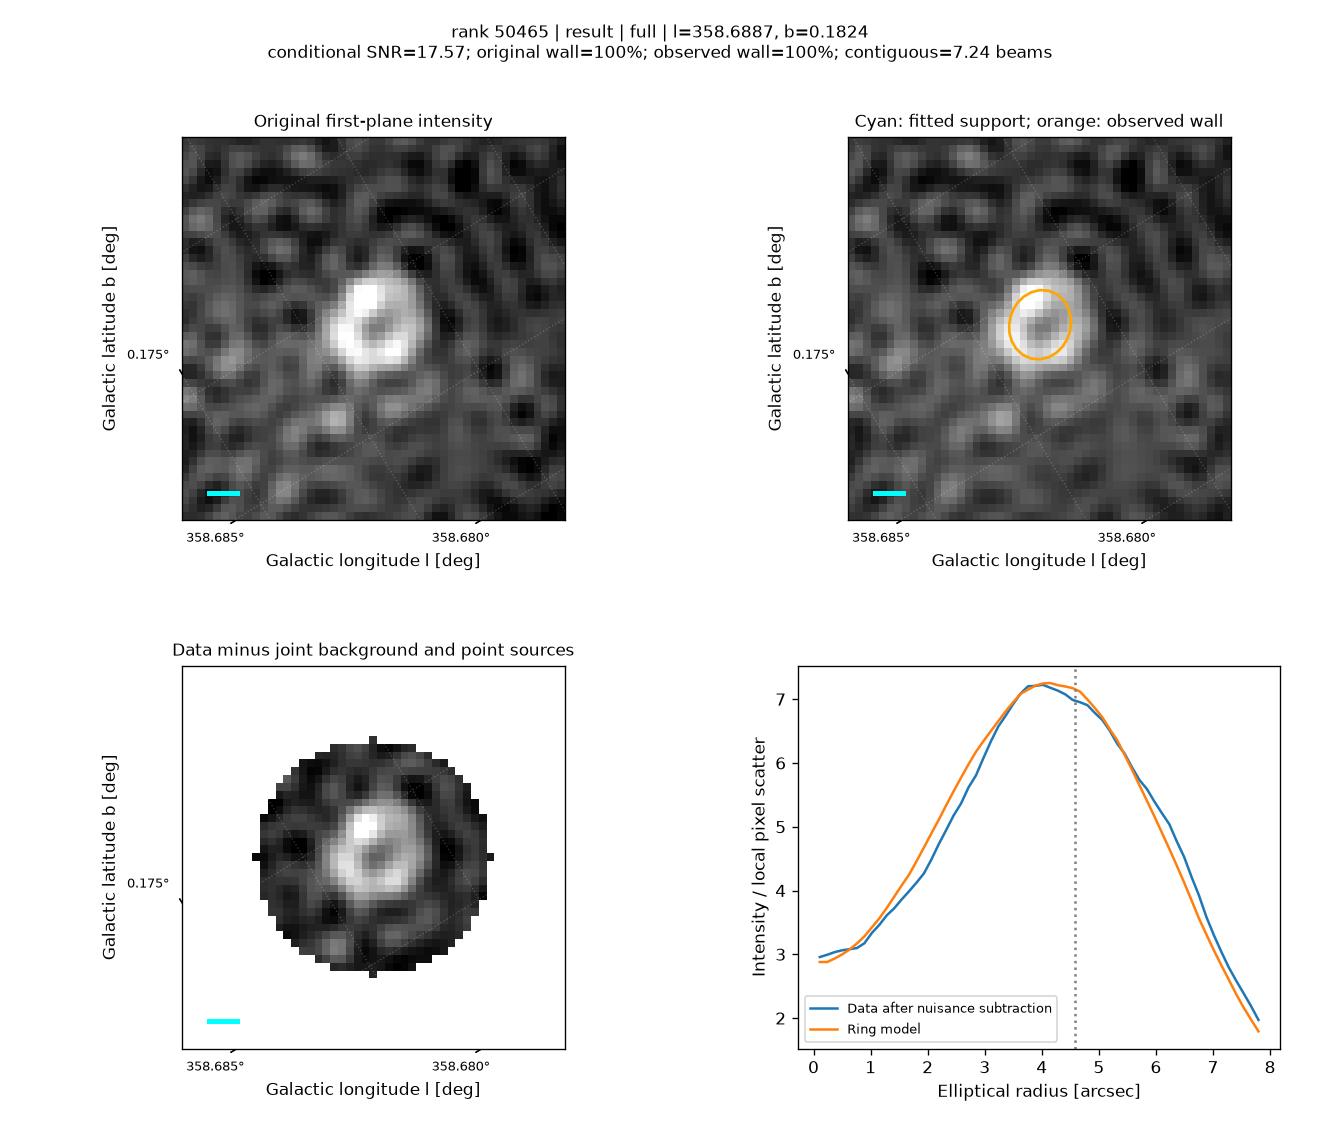 rank 50465 | result | full | l=358.6887, b=0.1824
conditional SNR=17.57; original wall=100%; observed wall=100%; contiguous=7.24 beams
Original first-plane intensity
Galactic latitude b [deg]
0.175°
358.685°
358.680°
Galactic longitude l [deg]
Cyan: fitted support; orange: observed wall
Galactic latitude b [deg]
0.175°
358.685°
358.680°
Galactic longitude l [deg]
Data minus joint background and point sources
Galactic latitude b [deg]
0.175°
358.685°
358.680°
Galactic longitude l [deg]
Intensity / local pixel scatter
7
6
5
4
3
2
Data after nuisance subtraction
Ring model
0 1 2 3 4 5 6 7 8
Elliptical radius [arcsec]